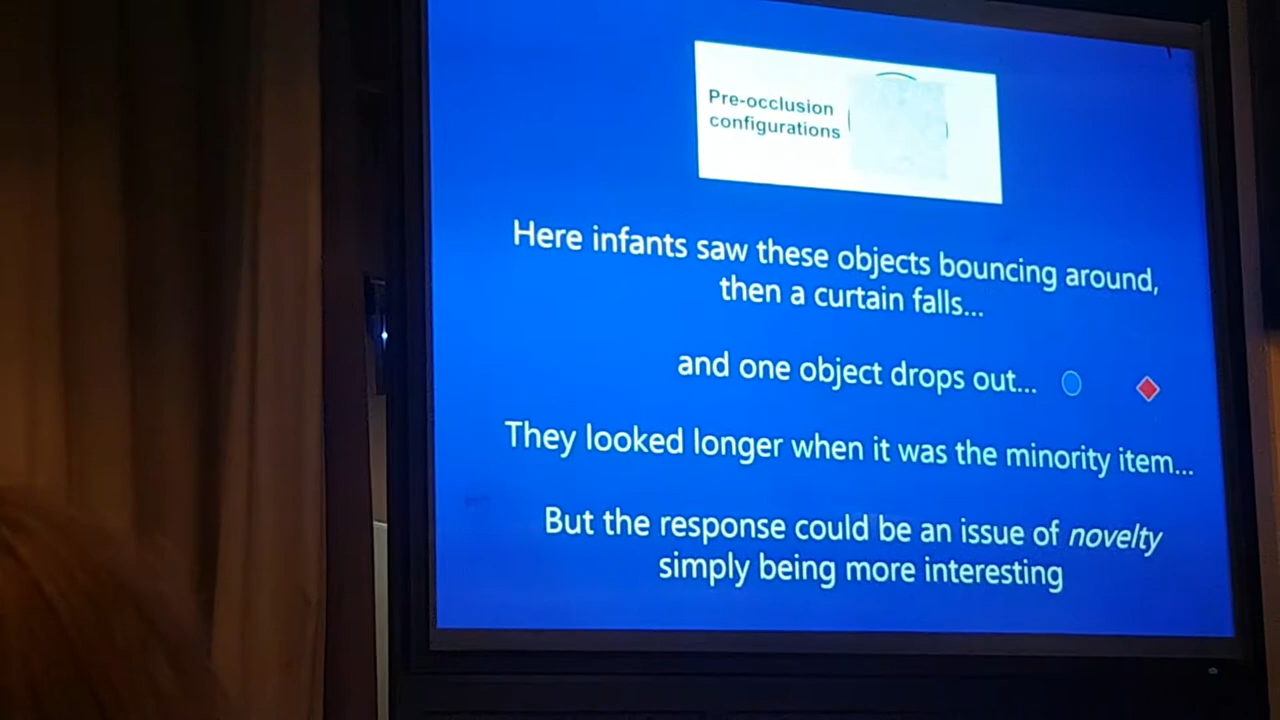 Pre-occlusion
configurations
Here infants saw these objects bouncing around,
then a curtain falls...
and one object drops out...
They looked longer when it was the minority item...
But the response could be an issue of novelty
simply being more interesting